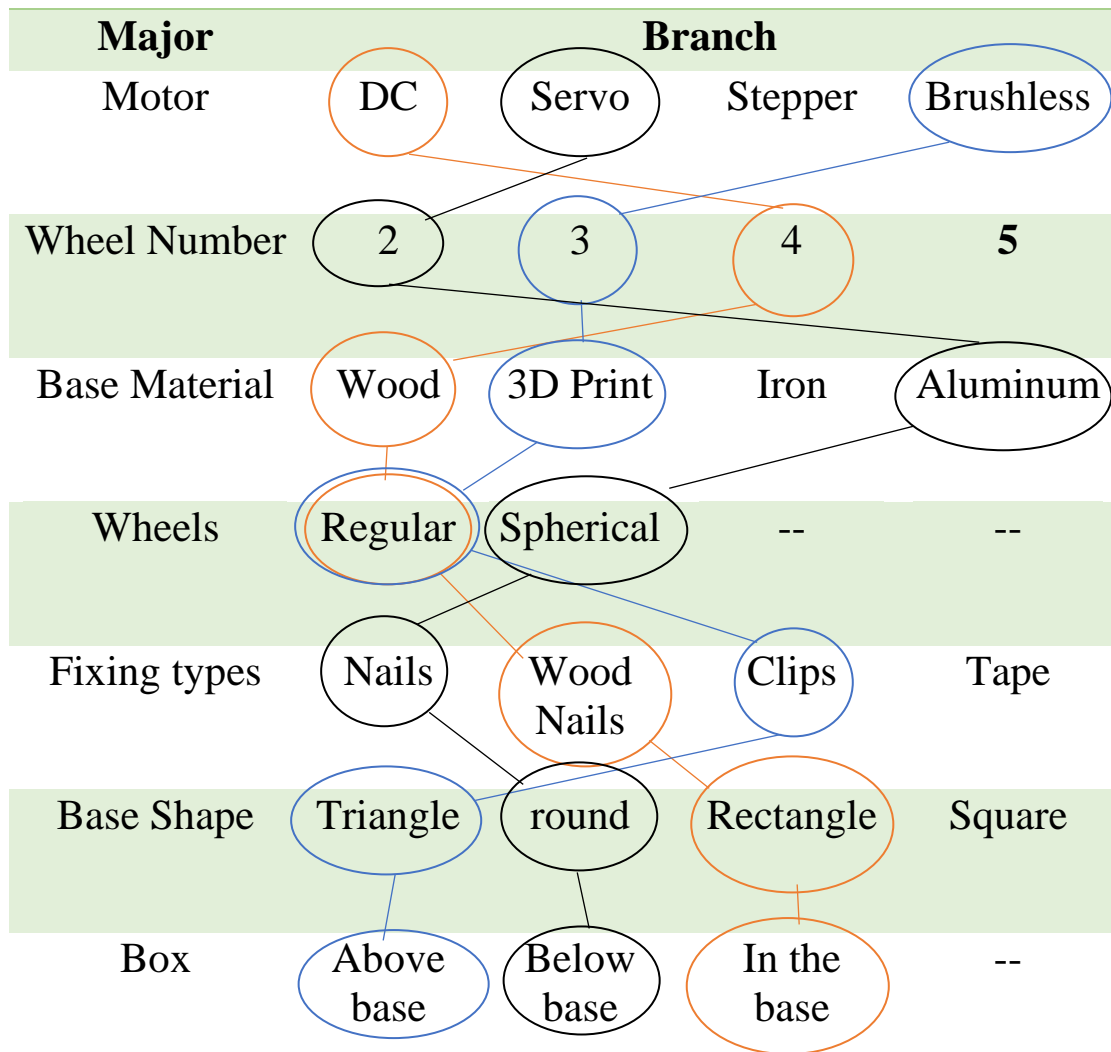 Major Branch
Motor DC Servo Stepper Brushless
Wheel Number 2 3 4 5
Base Material Wood 3D Print Iron Aluminum
Wheels Regular Spherical -- --
Fixing types Nails Wood Nails Clips Tape
Base Shape Triangle round Rectangle Square
Box Above base Below base In the base --